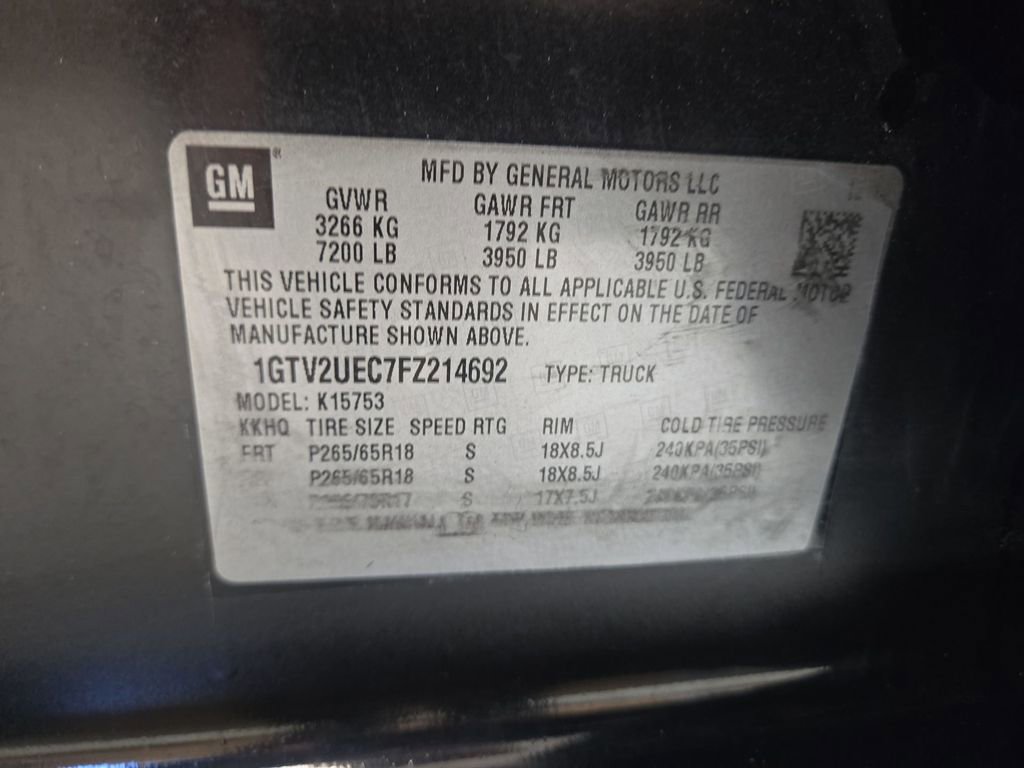 GM
MFD BY GENERAL MOTORS LLC
GVWR GAWR FRT GAWR RR
3266 KG 1792 KG 1792 KG
7200 LB 3950 LB 3950 LB
THIS VEHICLE CONFORMS TO ALL APPLICABLE U.S. FEDERAL MOTOR
VEHICLE SAFETY STANDARDS IN EFFECT ON THE DATE OF
MANUFACTURE SHOWN ABOVE.
1GTV2UEC7FZ214692 TYPE: TRUCK
MODEL: K15753
KKHQ TIRE SIZE SPEED RTG RIM COLD TIRE PRESSURE
FRT P265/65R18 S 18X8.5J 240KPA(35PSI)
P265/65R18 S 18X8.5J 240KPA(35PSI)
S 17X7.5J